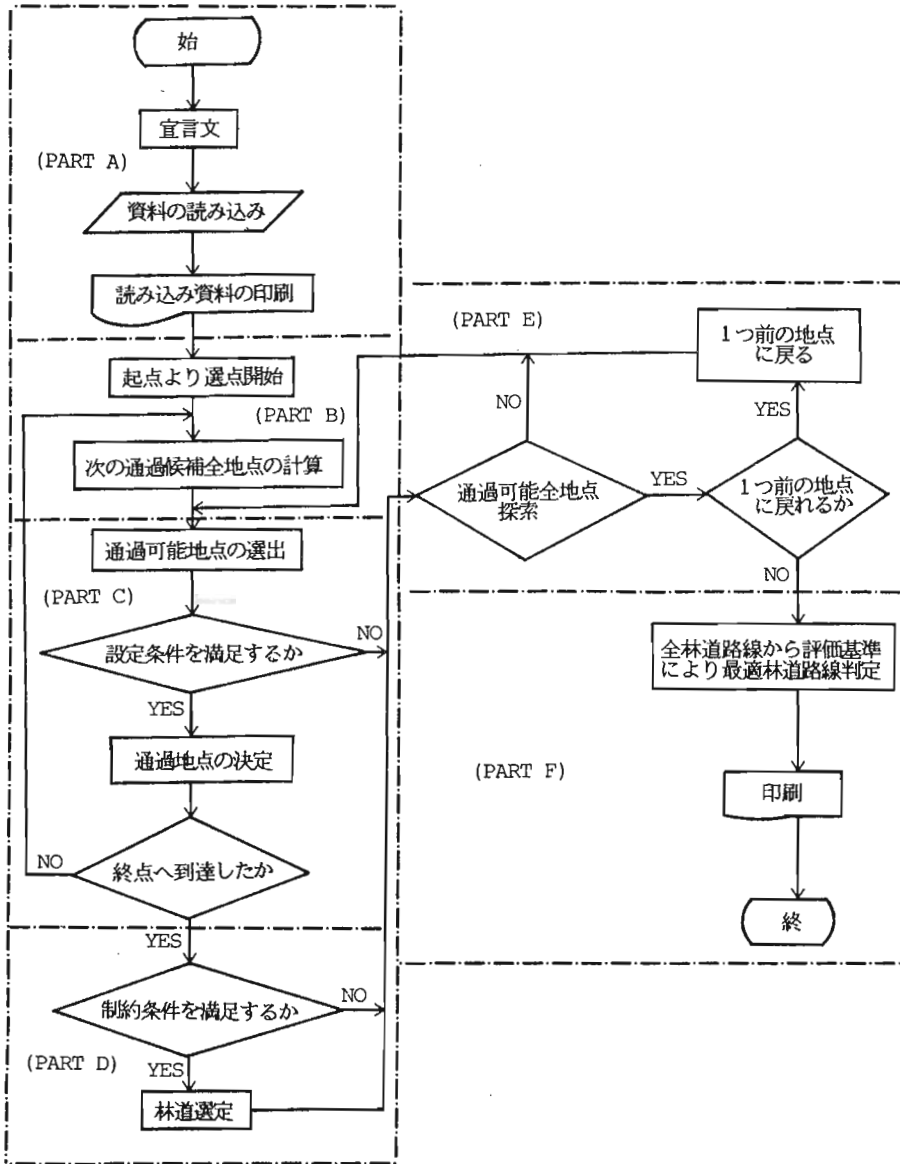 始
宣言文
(PART A)
資料の読み込み
読み込み資料の印刷
起点より選点開始
(PART B)
次の通過候補全地点の計算
通過可能地点の選出
(PART C)
設定条件を満足するか
NO
YES
通過地点の決定
終点へ到達したか
NO
YES
制約条件を満足するか
NO
(PART D)
YES
林道選定
(PART E)
1つ前の地点
に戻る
NO
YES
通過可能全地点
探索
YES
1つ前の地点
に戻れるか
NO
全林道路線から評価基準
により最適林道路線判定
(PART F)
印刷
終